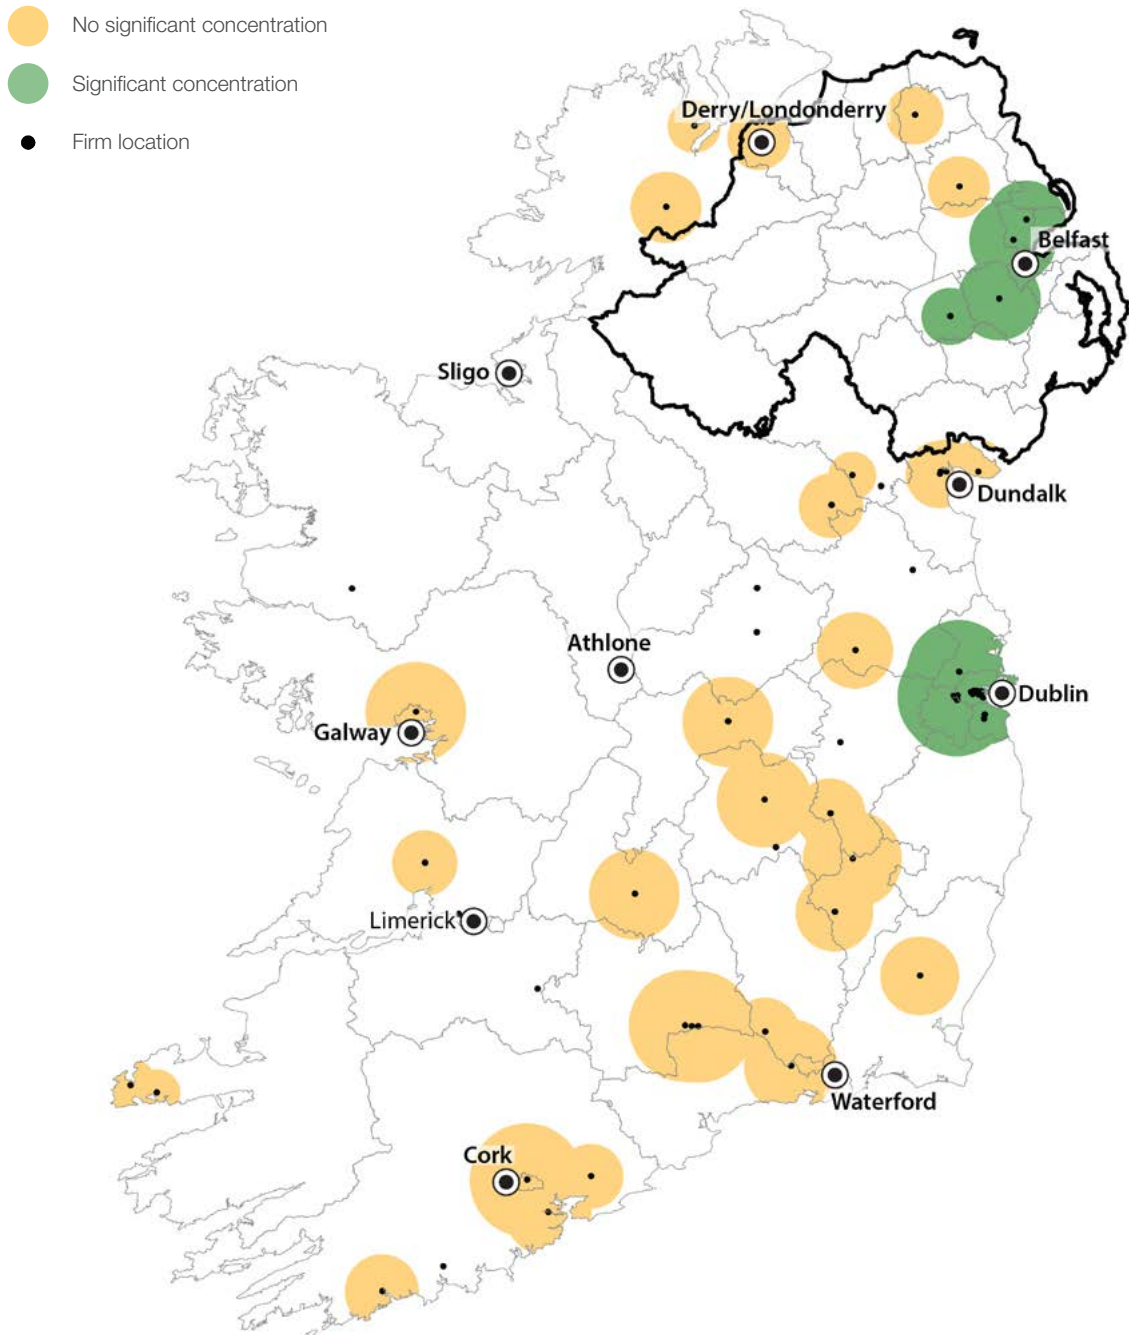 No significant concentration
Significant concentration
Firm location
Derry/Londonderry
Belfast
Sligo
Dundalk
Athlone
Dublin
Galway
Limerick
Waterford
Cork